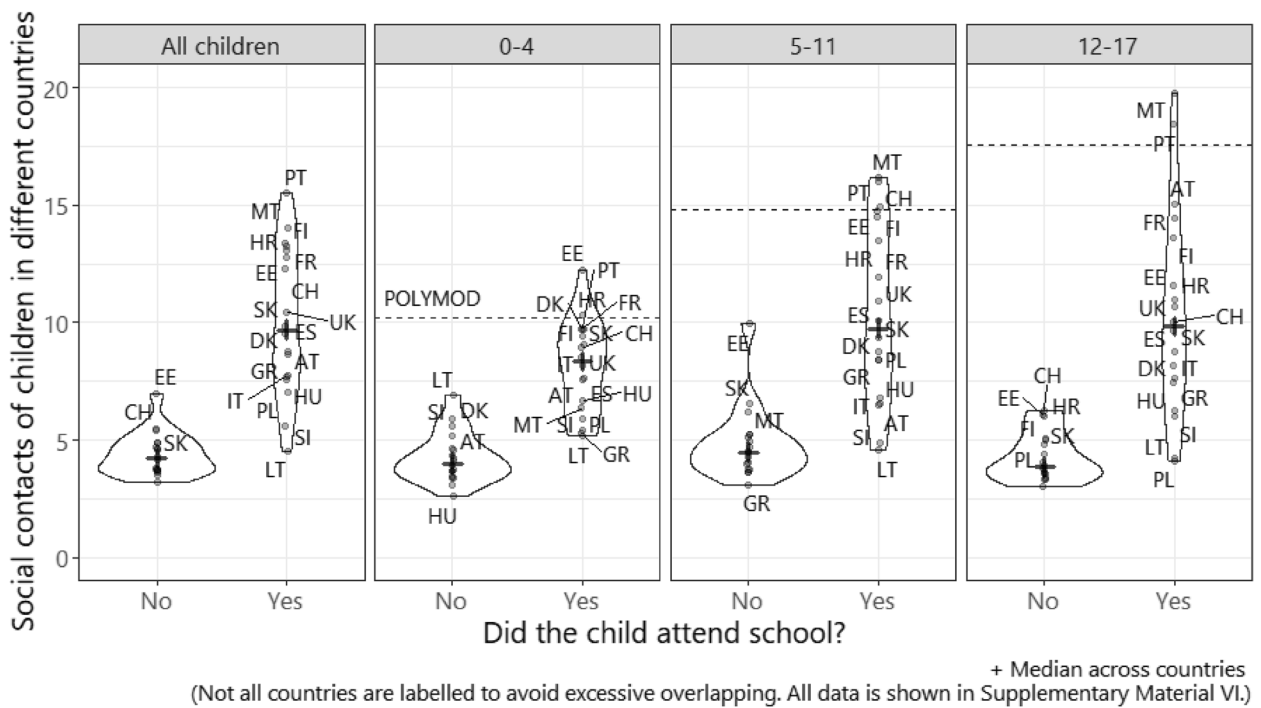 Social contacts of children in different countries
All children
0-4
5-11
12-17
20
15
10
5
0
PT
MT
FI
HR
FR
EE
CH
SK
UK
ES
DK
AT
GR
IT
HU
PL
SI
LT
EE
CH
SK
POLYMOD
EE
PT
DK
HR
FR
FI
SK
CH
IT
UK
AT
ES
HU
MT
SI
PL
LT
GR
LT
SI
DK
AT
HU
MT
PT
CH
EE
FI
HR
FR
UK
ES
SK
DK
PL
GR
HU
IT
AT
SI
LT
EE
SK
MT
GR
MT
PT
AT
FR
FI
EE
HR
UK
CH
ES
SK
DK
IT
HU
GR
SI
LT
PL
CH
EE
HR
FI
SK
PL
No
Yes
No
Yes
No
Yes
No
Yes
Did the child attend school?
+ Median across countries
(Not all countries are labelled to avoid excessive overlapping. All data is shown in Supplementary Material VI.)